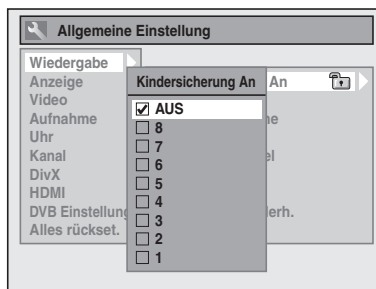 Allgemeine Einstellung
Wiedergabe
Anzeige
Video
Aufnahme
Uhr
Kanal
DivX
HDMI
DVB Einstellung
Alles rückset.
Kindersicherung An
AUS
8
7
6
5
4
3
2
1
An